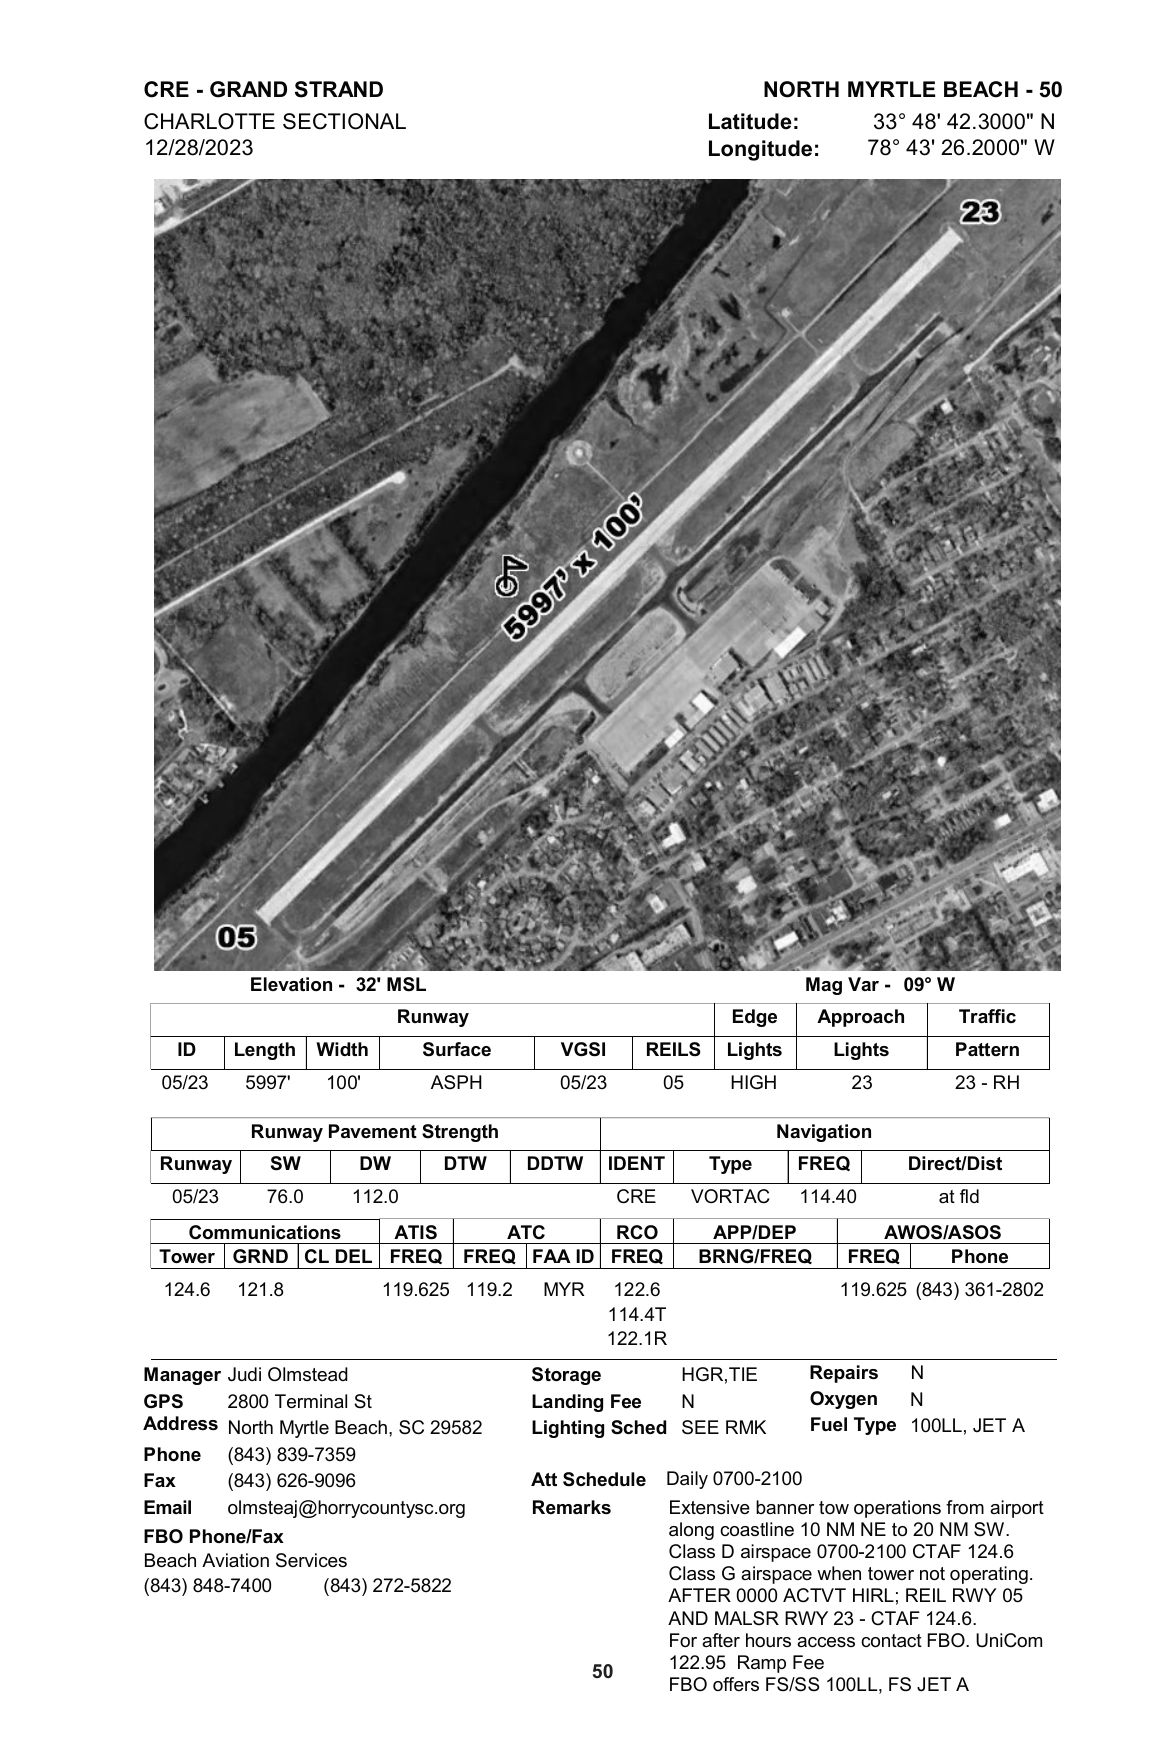 CRE - GRAND STRAND NORTH MYRTLE BEACH - 50
CHARLOTTE SECTIONAL Latitude: 33° 48' 42.3000" N
12/28/2023 Longitude: 78° 43' 26.2000" W
23
5997' x 100'
05
Elevation - 32' MSL Mag Var - 09° W
Runway Edge Approach Traffic
ID Length Width Surface VGSI REILS Lights Lights Pattern
05/23 5997' 100' ASPH 05/23 05 HIGH 23 23 - RH
Runway Pavement Strength Navigation
Runway SW DW DTW DDTW IDENT Type FREQ Direct/Dist
05/23 76.0 112.0 CRE VORTAC 114.40 at fld
Communications ATIS ATC RCO APP/DEP AWOS/ASOS
Tower GRND CL DEL FREQ FREQ FAA ID FREQ BRNG/FREQ FREQ Phone
124.6 121.8 119.625 119.2 MYR 122.6 119.625 (843) 361-2802
114.4T
122.1R
Manager Judi Olmstead
GPS 2800 Terminal St
Address North Myrtle Beach, SC 29582
Phone (843) 839-7359
Fax (843) 626-9096
Email olmsteaj@horrycountysc.org
FBO Phone/Fax
Beach Aviation Services
(843) 848-7400 (843) 272-5822
Storage HGR,TIE
Landing Fee N
Lighting Sched SEE RMK
Repairs N
Oxygen N
Fuel Type 100LL, JET A
Att Schedule Daily 0700-2100
Remarks Extensive banner tow operations from airport
along coastline 10 NM NE to 20 NM SW.
Class D airspace 0700-2100 CTAF 124.6
Class G airspace when tower not operating.
AFTER 0000 ACTVT HIRL; REIL RWY 05
AND MALSR RWY 23 - CTAF 124.6.
For after hours access contact FBO. UniCom
122.95 Ramp Fee
FBO offers FS/SS 100LL, FS JET A
50